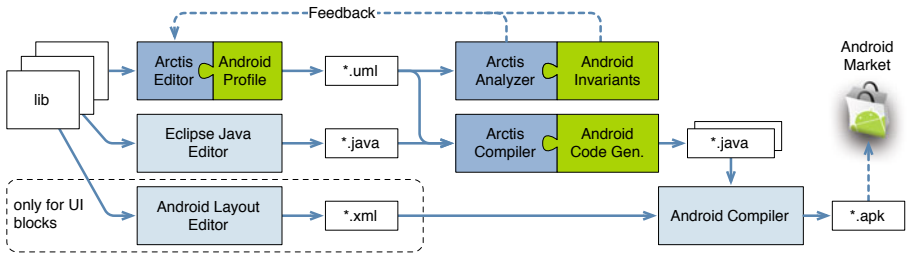 Feedback
Arctis
Editor
Android
Profile
*.uml
Arctis
Analyzer
Android
Invariants
Android
Market
lib
Eclipse Java
Editor
*.java
Arctis
Compiler
Android
Code Gen.
*.java
only for UI
blocks
Android Layout
Editor
*.xml
Android Compiler
*.apk